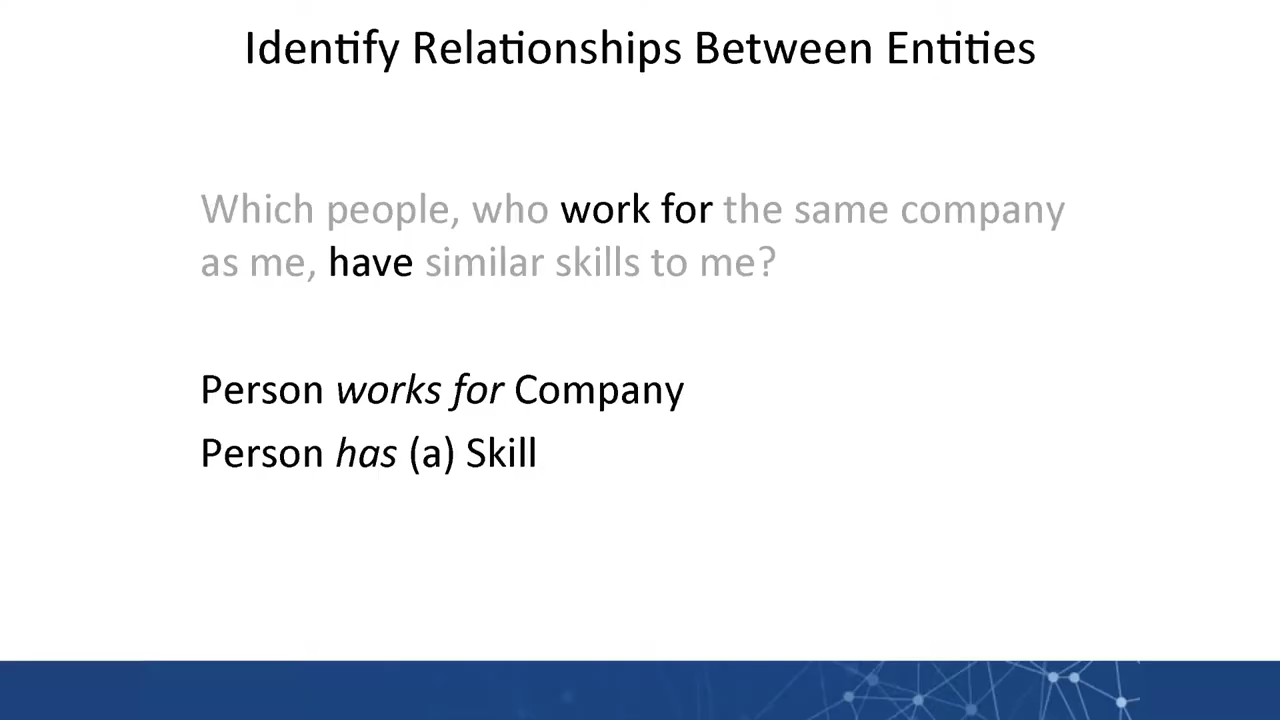 Identify Relationships Between Entities
Which people, who work for the same company
as me, have similar skills to me?
Person works for Company
Person has (a) Skill